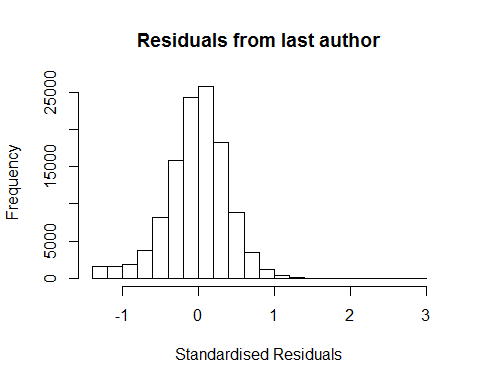 Residuals from last author
Frequency
25000
15000
5000
0
-1 0 1 2 3
Standardised Residuals